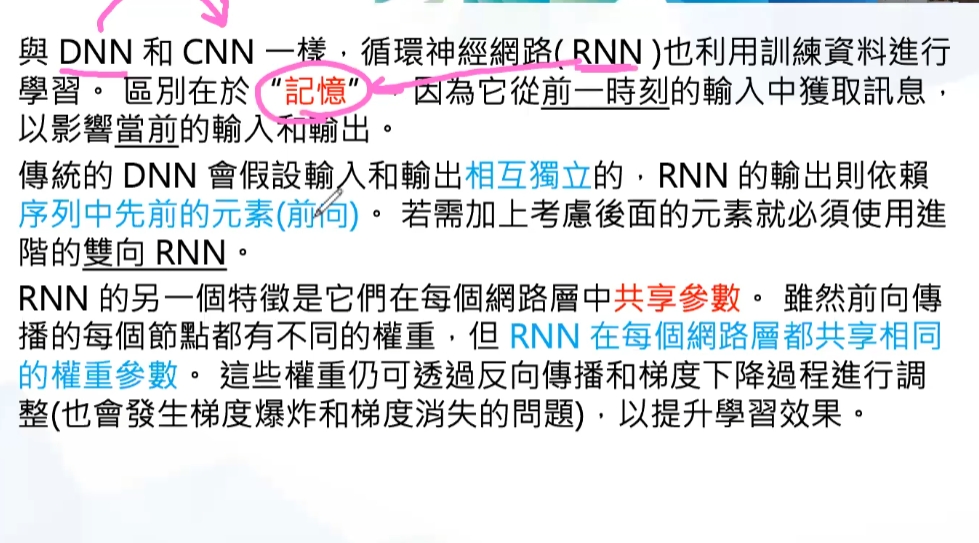 與 DNN 和 CNN 一樣，循環神經網路( RNN )也利用訓練資料進行
學習。 區別在於 “記憶” ，因為它從前一時刻的輸入中獲取訊息，
以影響當前的輸入和輸出。
傳統的 DNN 會假設輸入和輸出相互獨立的，RNN 的輸出則依賴
序列中先前的元素(前向)。 若需加上考慮後面的元素就必須使用進
階的雙向 RNN。
RNN 的另一個特徵是它們在每個網路層中共享參數。 雖然前向傳
播的每個節點都有不同的權重，但 RNN 在每個網路層都共享相同
的權重參數。 這些權重仍可透過反向傳播和梯度下降過程進行調
整(也會發生梯度爆炸和梯度消失的問題)，以提升學習效果。